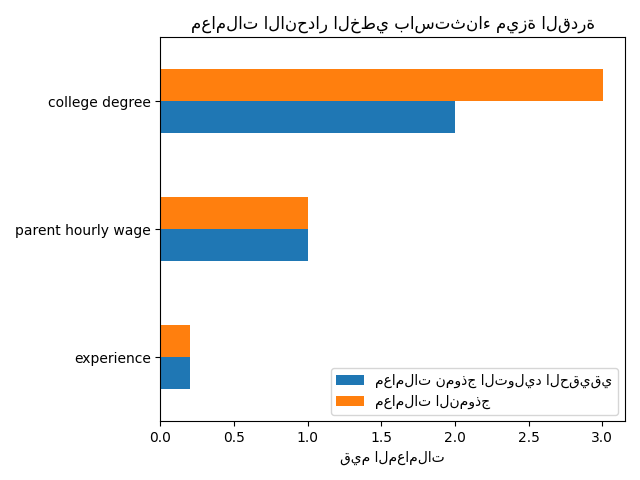 معاملات الانحدار الخطي باستثناء ميزة القدرة
college degree
parent hourly wage
experience
معاملات نموذج التوليد الحقيقي
معاملات النموذج
0.0 0.5 1.0 1.5 2.0 2.5 3.0
قيم المعاملات